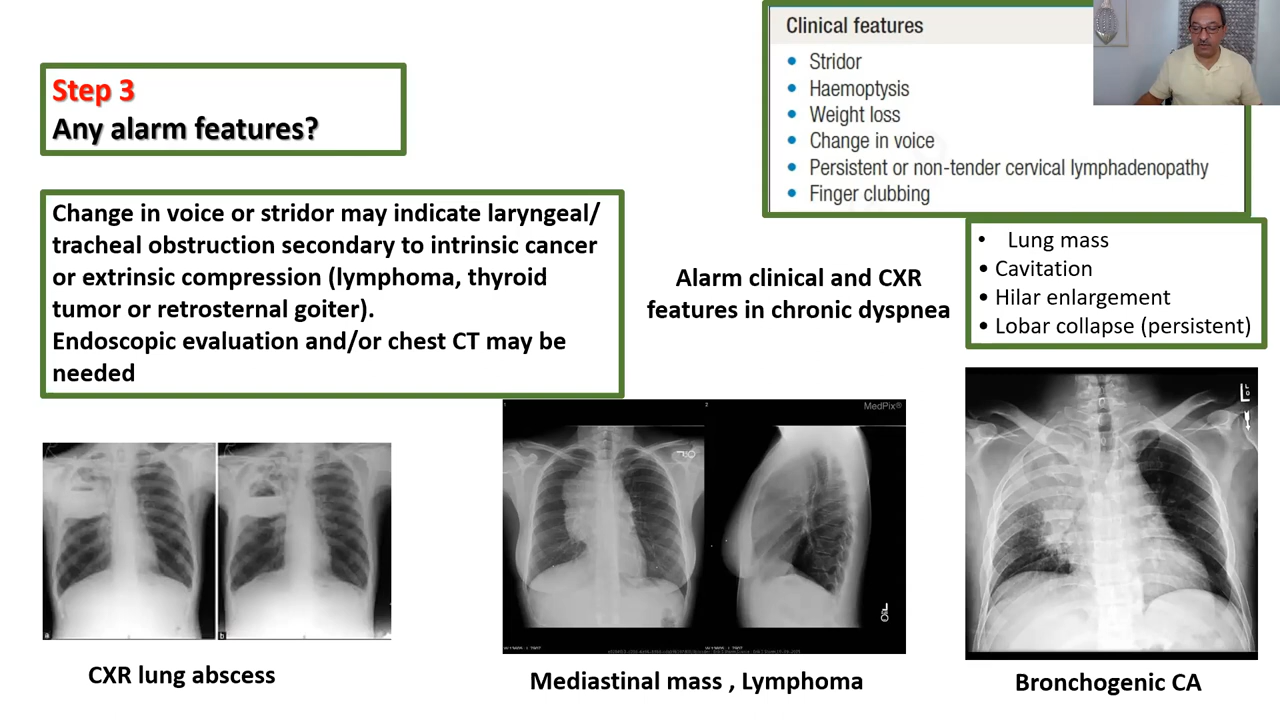 Step 3
Any alarm features?
Clinical features
• Stridor
• Haemoptysis
• Weight loss
• Change in voice
• Persistent or non-tender cervical lymphadenopathy
• Finger clubbing
Change in voice or stridor may indicate laryngeal/
tracheal obstruction secondary to intrinsic cancer
or extrinsic compression (lymphoma, thyroid
tumor or retrosternal goiter).
Endoscopic evaluation and/or chest CT may be
needed
Alarm clinical and CXR
features in chronic dyspnea
• Lung mass
• Cavitation
• Hilar enlargement
• Lobar collapse (persistent)
MedPix®
L
a
b
CXR lung abscess
Mediastinal mass , Lymphoma
Bronchogenic CA